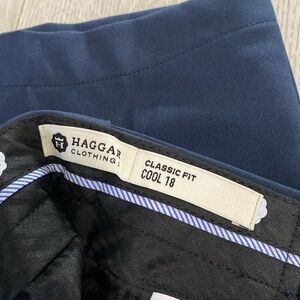 HAGGAR
CLOTHING
CLASSIC FIT
COOL 18